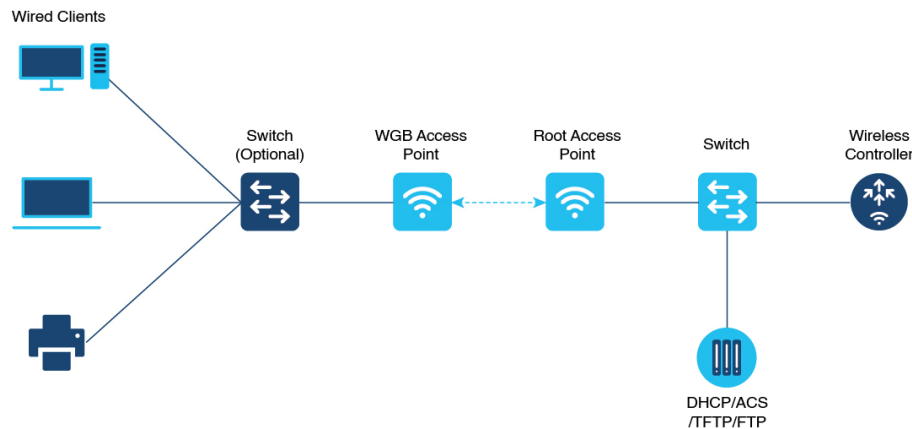 Wired Clients
Switch
(Optional)
WGB Access
Point
Root Access
Point
Switch
Wireless
Controller
DHCP/ACS
/TFTP/FTP